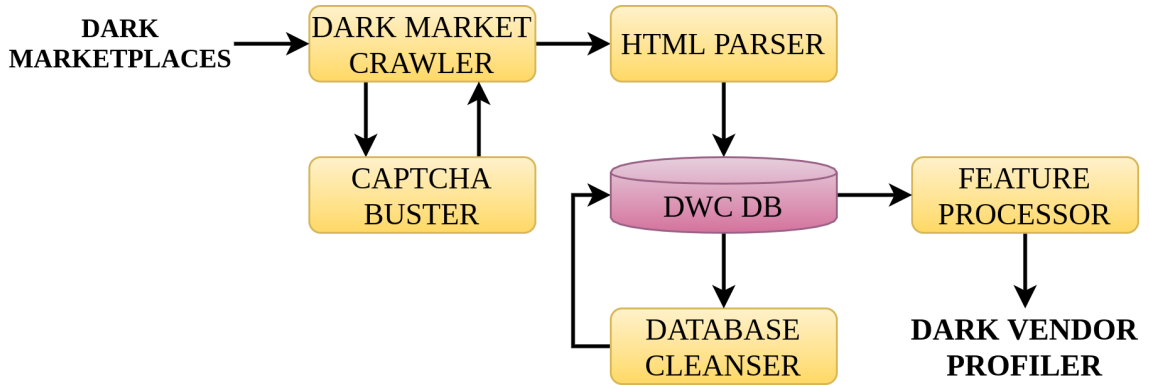 DARK
MARKETPLACES
DARK MARKET
CRAWLER
HTML PARSER
CAPTCHA
BUSTER
DWC DB
FEATURE
PROCESSOR
DATABASE
CLEANSER
DARK VENDOR
PROFILER